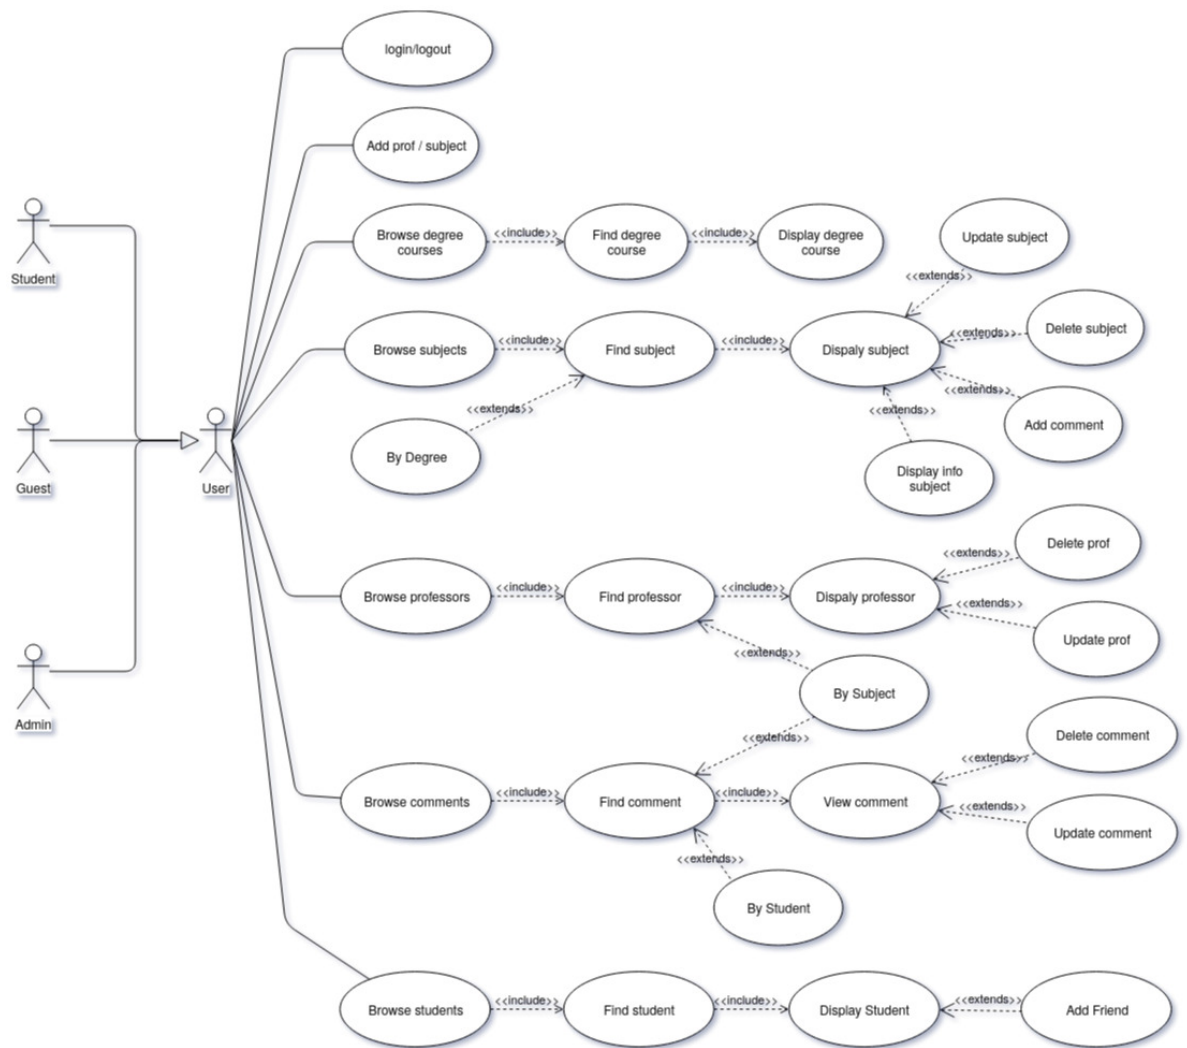 login/logout
Add prof / subject
Student
Browse degree
courses
<<include>>
Find degree
course
<<include>>
Display degree
course
Update subject
<<extends>>
Browse subjects
<<include>>
Find subject
<<include>>
Dispaly subject
<<extends>>
Delete subject
<<extends>>
Add comment
<<extends>>
By Degree
<<extends>>
Display info
subject
Guest
User
Browse professors
<<include>>
Find professor
<<include>>
Dispaly professor
<<extends>>
Delete prof
<<extends>>
Update prof
<<extends>>
By Subject
<<extends>>
Admin
Browse comments
<<include>>
Find comment
<<include>>
View comment
<<extends>>
Delete comment
<<extends>>
Update comment
<<extends>>
By Student
Browse students
<<include>>
Find student
<<include>>
Display Student
<<extends>>
Add Friend